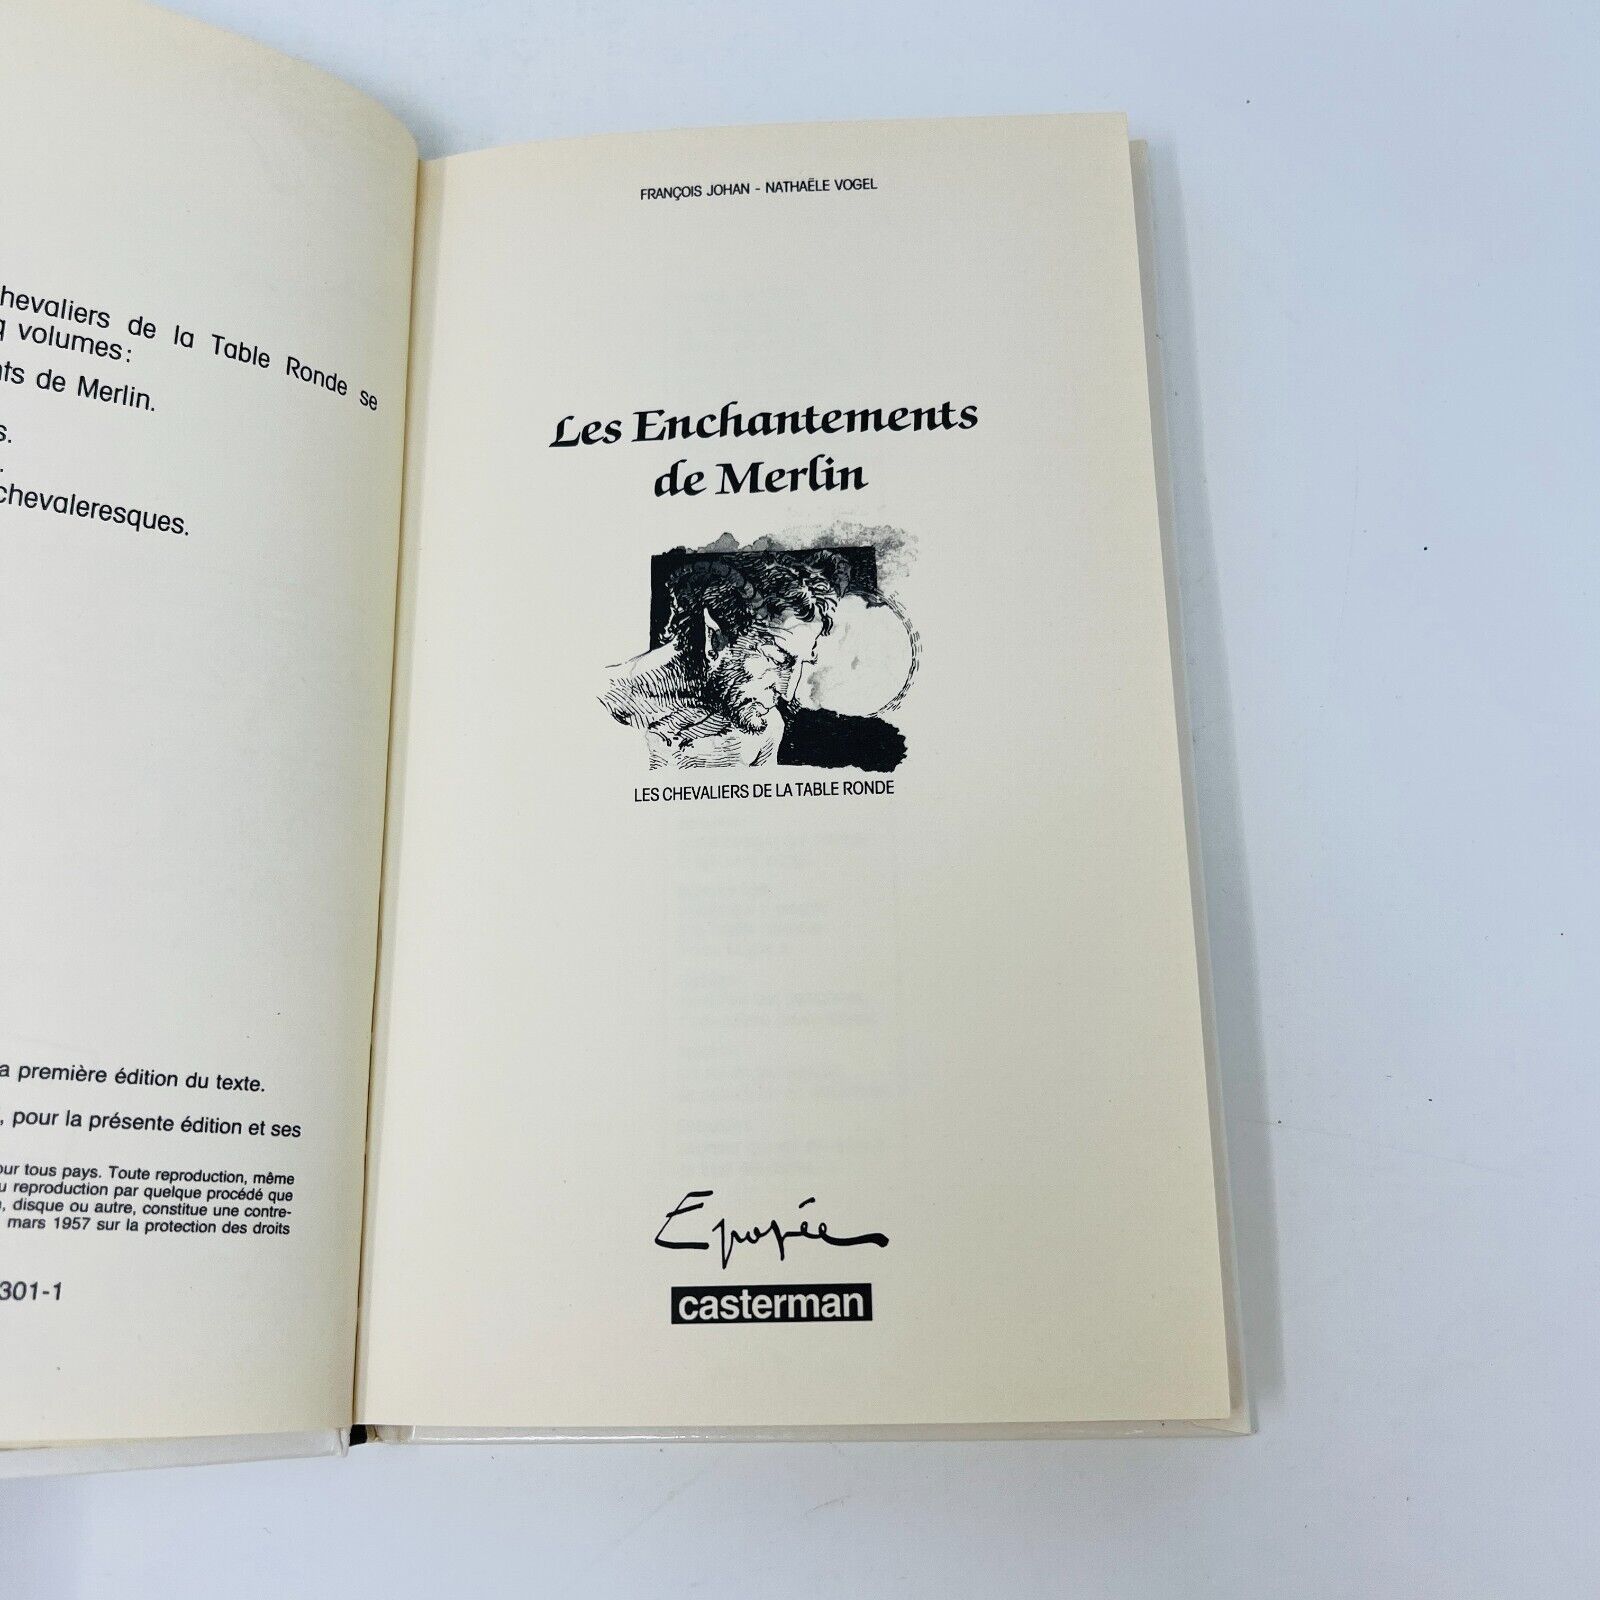 hevaliers de la Table Ronde se
q volumes:
nts de Merlin.
s.
.
chevaleresques.
a première édition du texte.
, pour la présente édition et ses
our tous pays. Toute reproduction, même
u reproduction par quelque procédé que
, disque ou autre, constitue une contre-
mars 1957 sur la protection des droits
301-1
FRANÇOIS JOHAN - NATHAËLE VOGEL
Les Enchantements
de Merlin
LES CHEVALIERS DE LA TABLE RONDE
Epopée
casterman